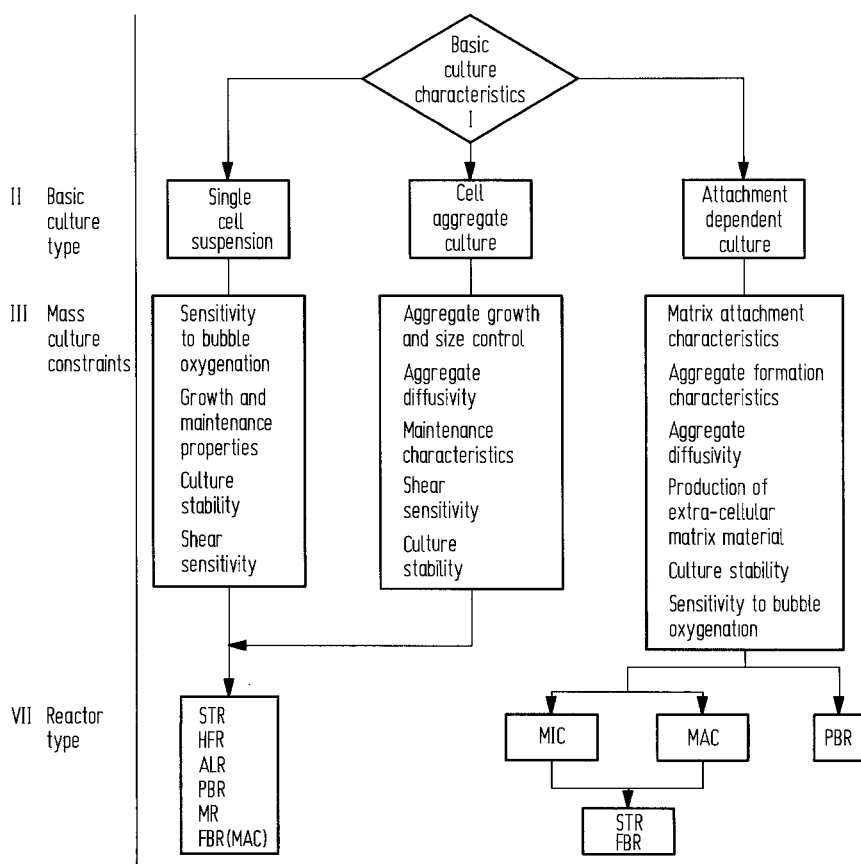 Basic
culture
characteristics
I
II Basic
culture
type
Single
cell
suspension
Cell
aggregate
culture
Attachment
dependent
culture
III Mass
culture
constraints
Sensitivity
to bubble
oxygenation
Growth and
maintenance
properties
Culture
stability
Shear
sensitivity
Aggregate growth
and size control
Aggregate
diffusivity
Maintenance
characteristics
Shear
sensitivity
Culture
stability
Matrix attachment
characteristics
Aggregate formation
characteristics
Aggregate
diffusivity
Production of
extra-cellular
matrix material
Culture stability
Sensitivity to bubble
oxygenation
VII Reactor
type
STR
HFR
ALR
PBR
MR
FBR(MAC)
MIC
MAC
PBR
STR
FBR